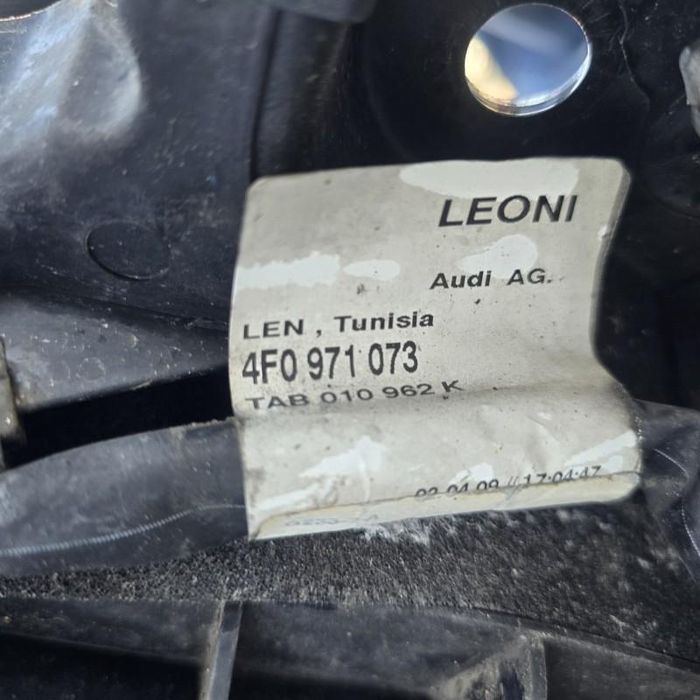 LEONI
Audi AG.
LEN , Tunisia
4F0 971 073
TAB 010 962 K
02.04.09 // 17:04:47